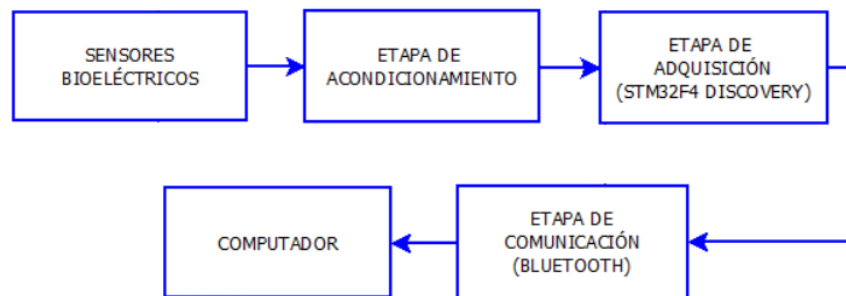 SENSORES
BIOELÉCTRICOS
ETAPA DE
ACONDICIONAMIENTO
ETAPA DE
ADQUISICIÓN
(STM32F4 DISCOVERY)
ETAPA DE
COMUNICACIÓN
(BLUETOOTH)
COMPUTADOR